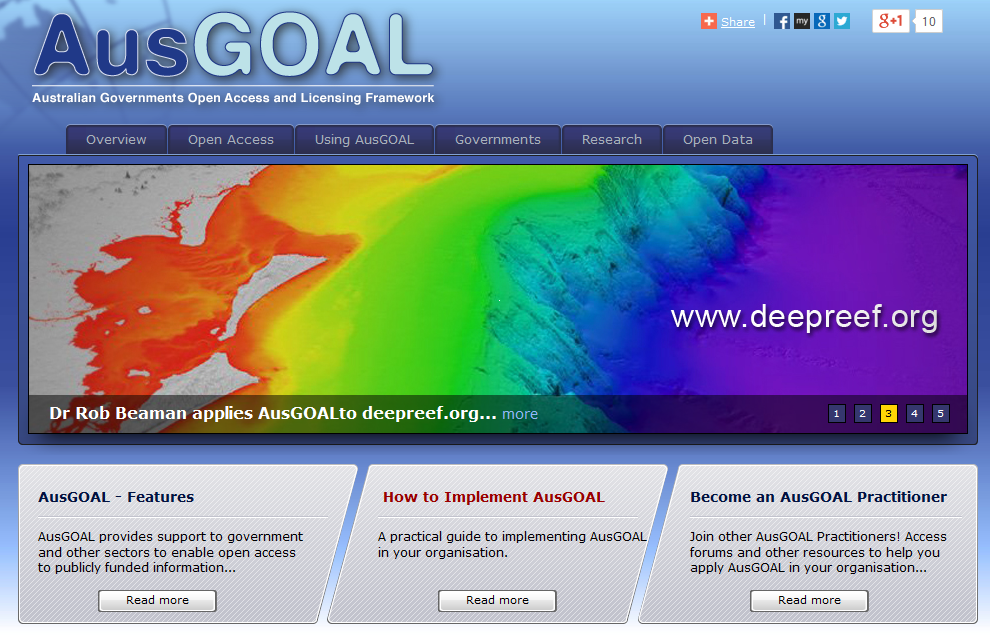 AusGOAL
Australian Governments Open Access and Licensing Framework
Share
my
g
g+1
10
Overview
Open Access
Using AusGOAL
Governments
Research
Open Data
www.deepreef.org
Dr Rob Beaman applies AusGOALto deepreef.org... more
1 2 3 4 5
AusGOAL - Features
AusGOAL provides support to government
and other sectors to enable open access
to publicly funded information...
Read more
How to Implement AusGOAL
A practical guide to implementing AusGOAL
in your organisation.
Read more
Become an AusGOAL Practitioner
Join other AusGOAL Practitioners! Access
forums and other resources to help you
apply AusGOAL in your organisation...
Read more